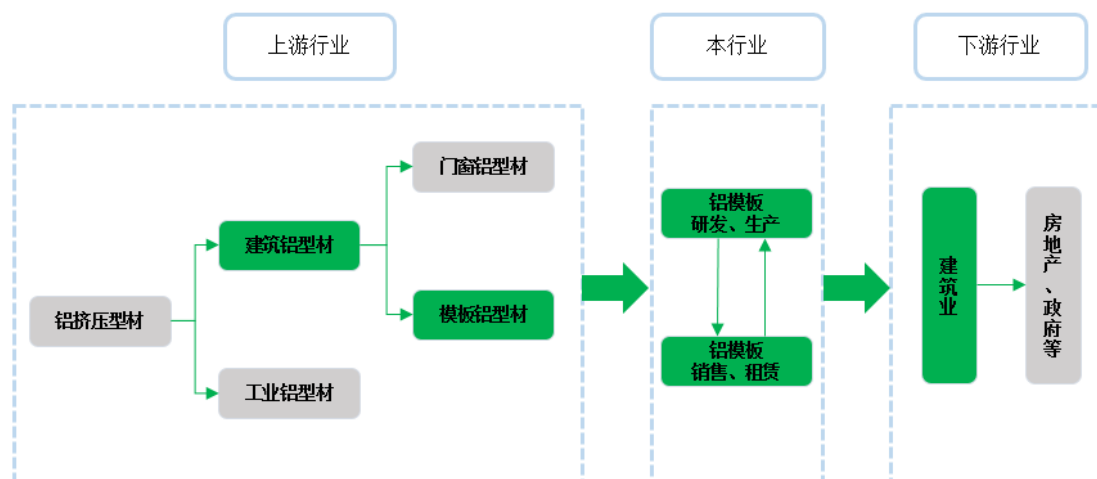 上游行业
本行业
下游行业
门窗铝型材
建筑铝型材
模板铝型材
铝挤压型材
工业铝型材
铝模板
研发、生产
铝模板
销售、租赁
建筑业
房地产、政府等